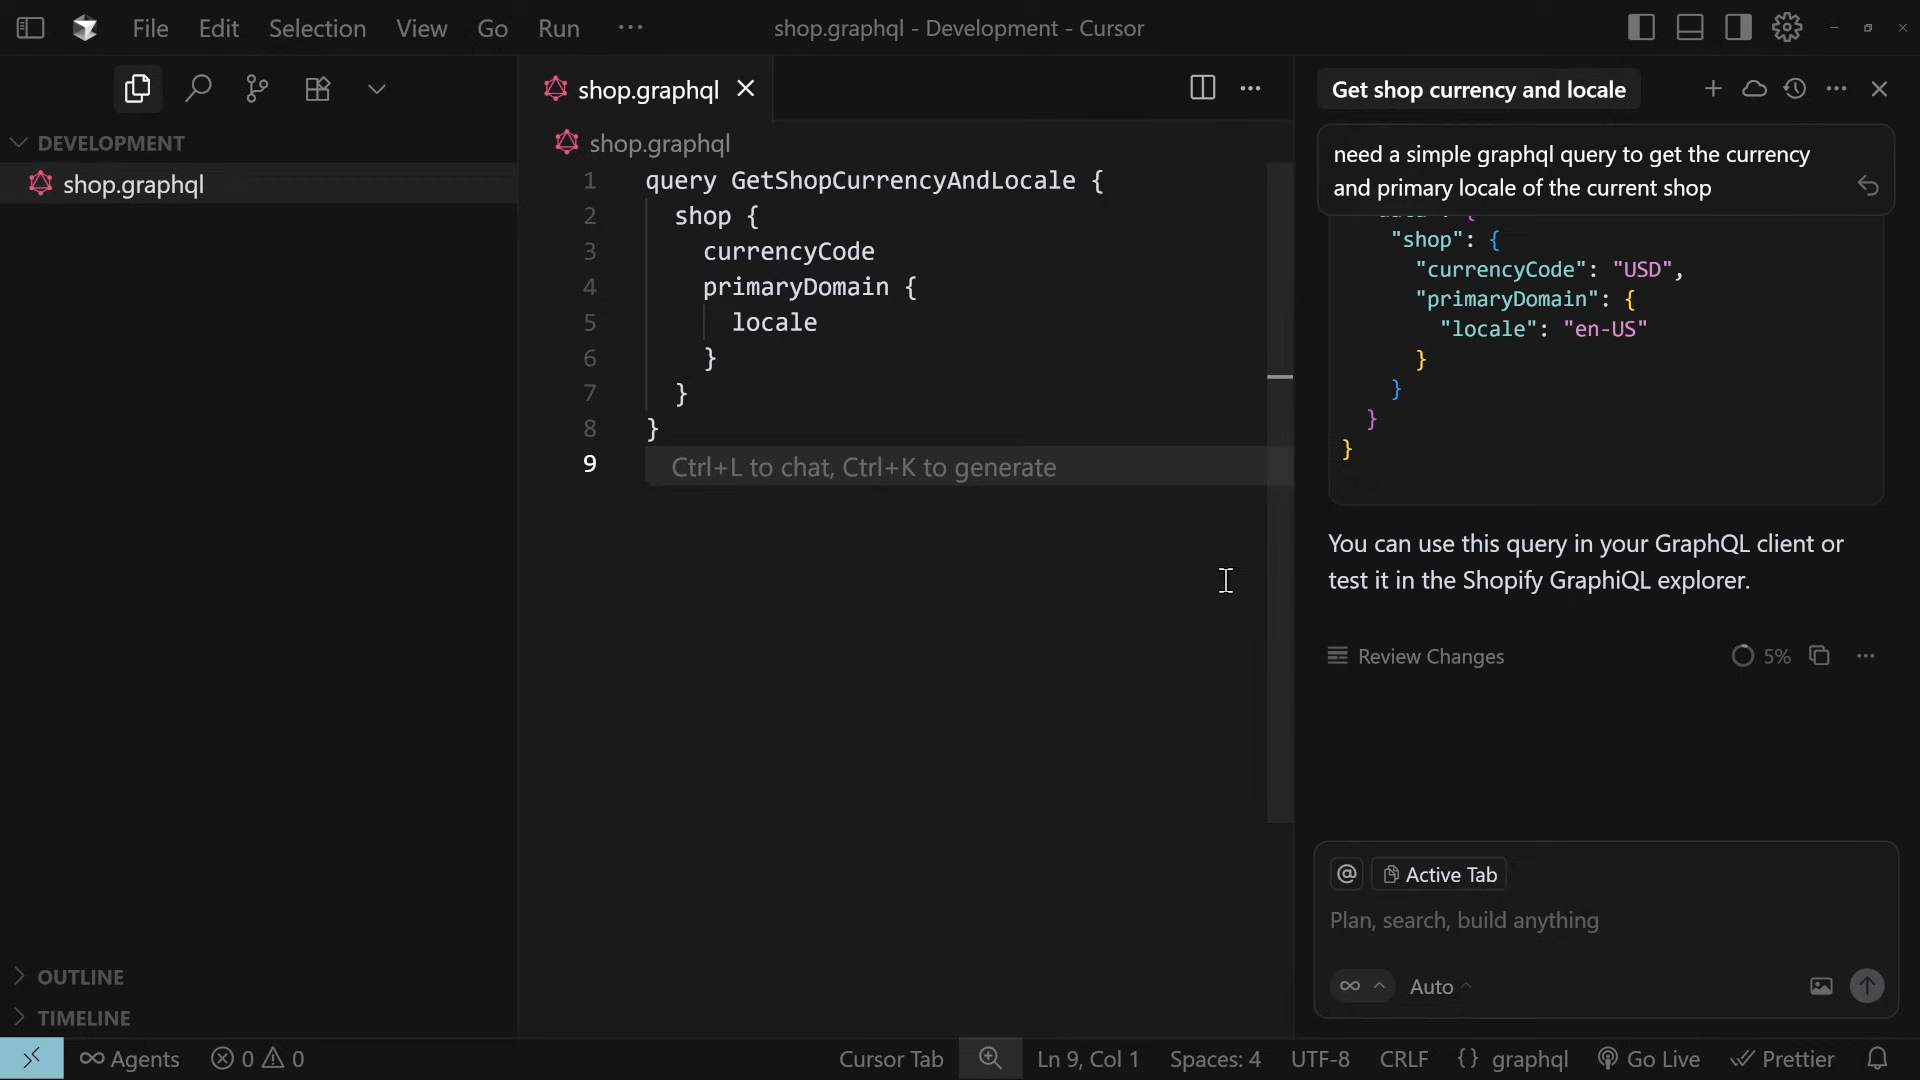 File Edit Selection View Go Run ...
shop.graphql - Development - Cursor
DEVELOPMENT
shop.graphql
OUTLINE
TIMELINE
shop.graphql
shop.graphql
1 query GetShopCurrencyAndLocale {
2 shop {
3 currencyCode
4 primaryDomain {
5 locale
6 }
7 }
8 }
9 Ctrl+L to chat, Ctrl+K to generate
Get shop currency and locale
need a simple graphql query to get the currency
and primary locale of the current shop
"shop": {
"currencyCode": "USD",
"primaryDomain": {
"locale": "en-US"
}
}
}
}
You can use this query in your GraphQL client or
test it in the Shopify GraphiQL explorer.
Review Changes 5%
@ Active Tab
Plan, search, build anything
∞ Auto
Agents 0 0 Cursor Tab Ln 9, Col 1 Spaces: 4 UTF-8 CRLF {} graphql Go Live Prettier